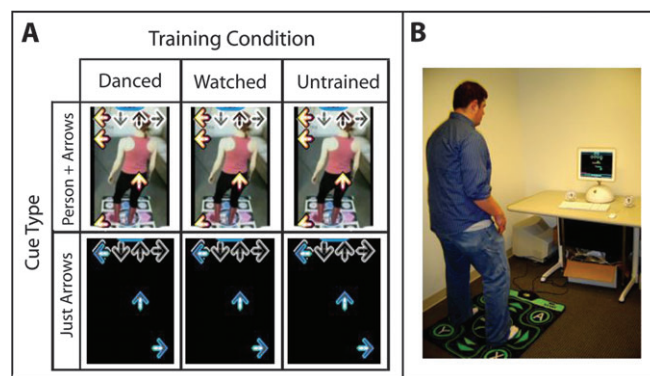 A
Training Condition
Danced
Watched
Untrained
Cue Type
Person + Arrows
Just Arrows
B
Y
A
X